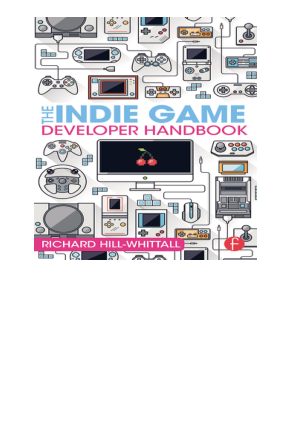 THE
INDIE GAME
DEVELOPER HANDBOOK
RICHARD HILL-WHITTALL
f